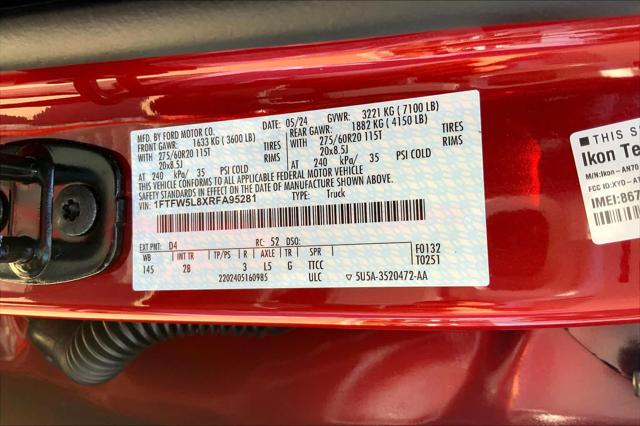 MFD. BY FORD MOTOR CO.
DATE: 05/24 GVWR: 3221 KG ( 7100 LB)
FRONT GAWR: 1633 KG ( 3600 LB) REAR GAWR: 1882 KG ( 4150 LB)
WITH 275/60R20 115T TIRES WITH 275/60R20 115T TIRES
20x8.5J RIMS 20x8.5J RIMS
AT 240 kPa/ 35 PSI COLD AT 240 kPa/ 35 PSI COLD
THIS VEHICLE CONFORMS TO ALL APPLICABLE FEDERAL MOTOR VEHICLE
SAFETY AND THEFT PREVENTION STANDARDS IN EFFECT ON THE DATE OF
MANUFACTURE SHOWN ABOVE.
VIN: 1FTFW5L8XRFA95281 TYPE: Truck
EXT PNT: D4 RC: 52 DSO:
WB INT TR TP/PS R AXLE TR SPR F0132
145 2B 3 L5 G TTCC T0251
2202405160985 ULC 5U5A-3520472-AA
THIS
Ikon Te
M/N:Ikon-AN70
FCC ID:XYD-A
IMEI:867